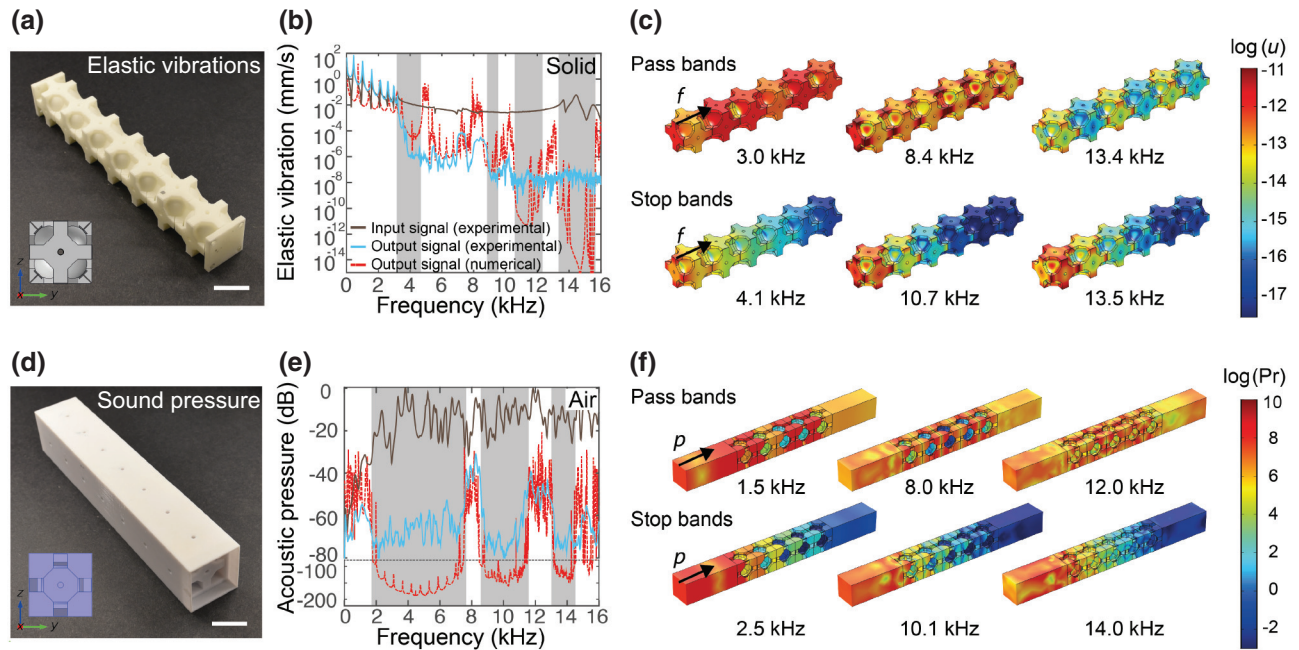 (a)
Elastic vibrations
z
x
y
(b)
Elastic vibration (mm/s)
10^2
10^0
10^-2
10^-4
10^-6
10^-8
10^-10
10^-12
10^-14
10^14
Solid
Input signal (experimental)
Output signal (experimental)
Output signal (numerical)
0 2 4 6 8 10 12 14 16
Frequency (kHz)
(c)
Pass bands
f
3.0 kHz 8.4 kHz 13.4 kHz
Stop bands
f
4.1 kHz 10.7 kHz 13.5 kHz
log (u)
-11
-12
-13
-14
-15
-16
-17
(d)
Sound pressure
z
x
y
(e)
Acoustic pressure (dB)
0
-20
-40
-60
-80
-100
-200
Air
0 2 4 6 8 10 12 14 16
Frequency (kHz)
(f)
Pass bands
p
1.5 kHz 8.0 kHz 12.0 kHz
Stop bands
p
2.5 kHz 10.1 kHz 14.0 kHz
log (Pr)
10
8
6
4
2
0
-2